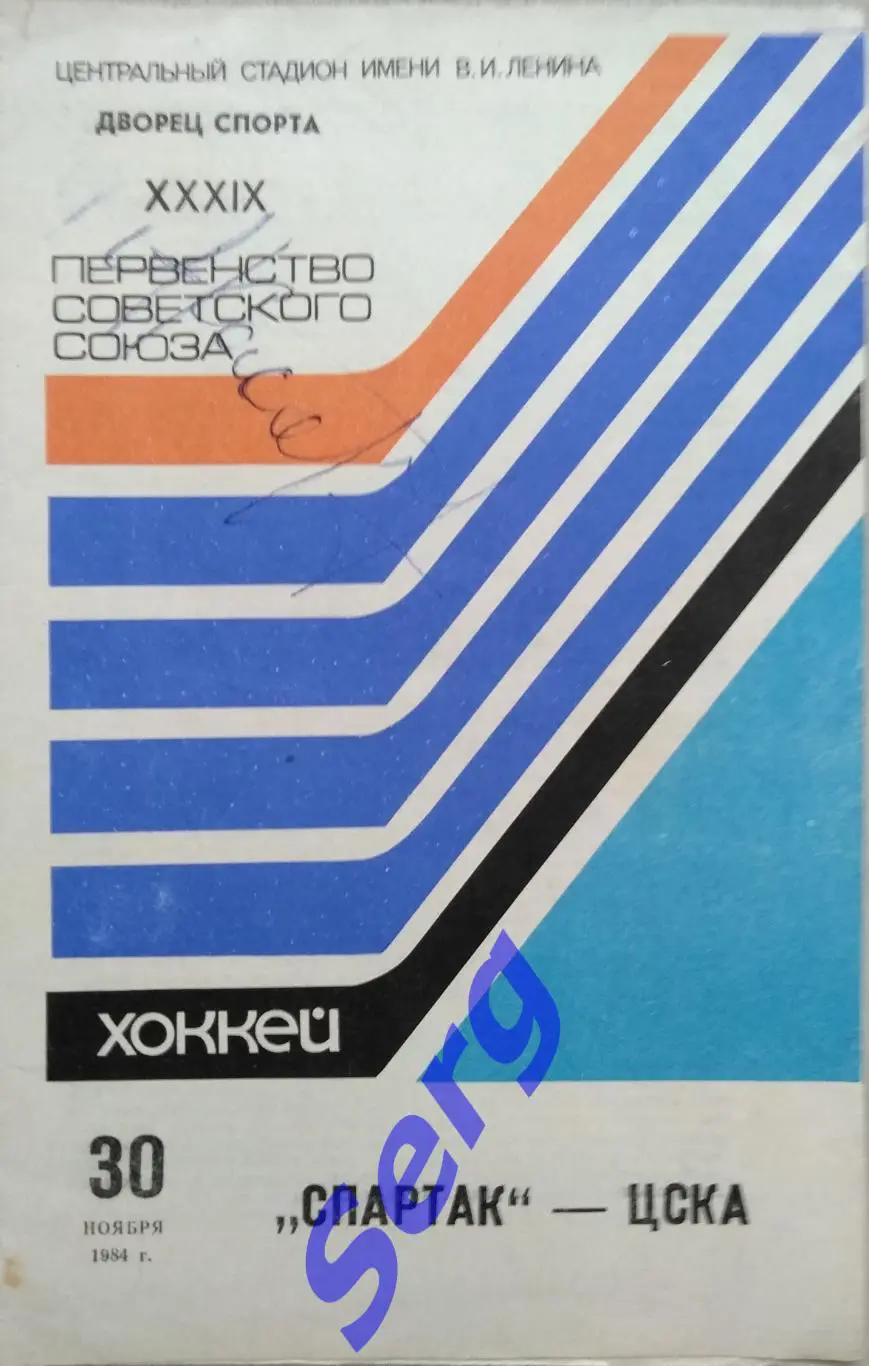 ЦЕНТРАЛЬНЫЙ СТАДИОН ИМЕНИ В.И.ЛЕНИНА
ДВОРЕЦ СПОРТА
XXXIX
ПЕРВЕНСТВО
СОВЕТСКОГО
СОЮЗА
ХОККЕЙ
30
НОЯБРЯ
1984 г.
„СПАРТАК“ — ЦСКА
Serg